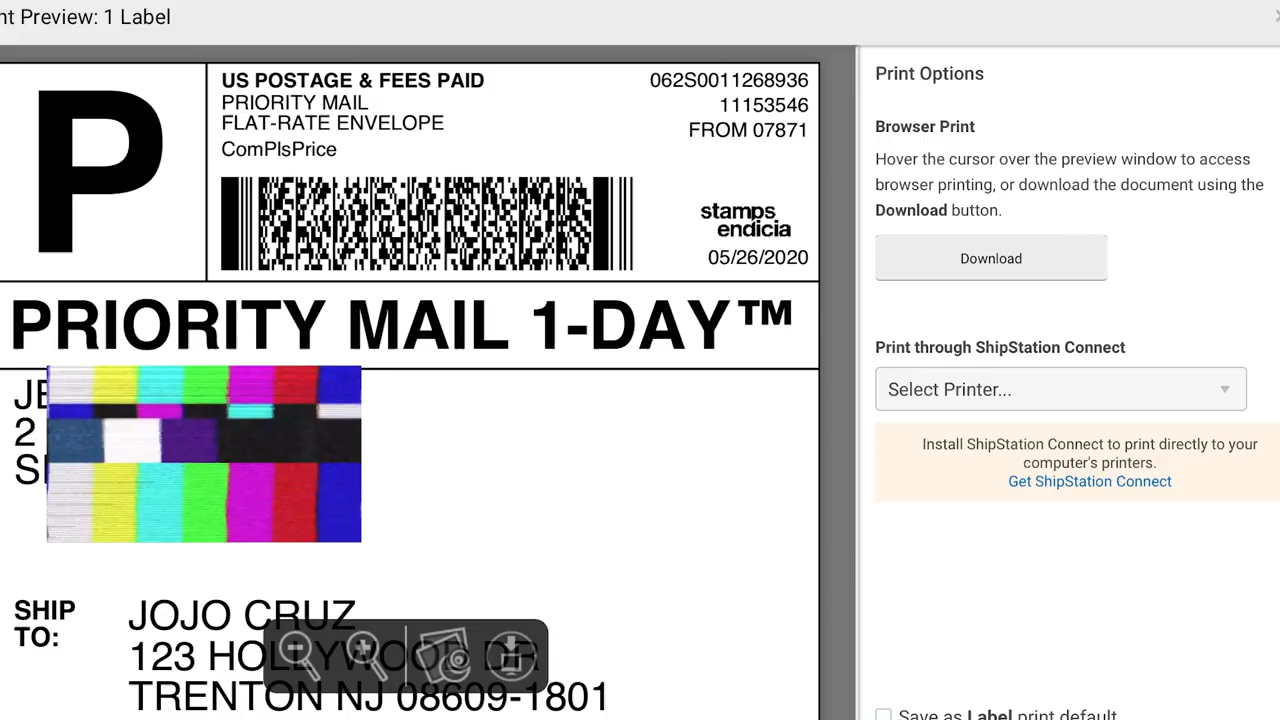 nt Preview: 1 Label
P
US POSTAGE & FEES PAID
PRIORITY MAIL
FLAT-RATE ENVELOPE
ComPlsPrice
062S0011268936
11153546
FROM 07871
stamps
endicia
05/26/2020
PRIORITY MAIL 1-DAY™
JE
2
SHIP
TO:
JOJO CRUZ
123 HOLLYWOOD DR
TRENTON NJ 08609-1801
Print Options
Browser Print
Hover the cursor over the preview window to access
browser printing, or download the document using the
Download button.
Download
Print through ShipStation Connect
Select Printer...
Install ShipStation Connect to print directly to your
computer's printers.
Get ShipStation Connect
Save as Label print default